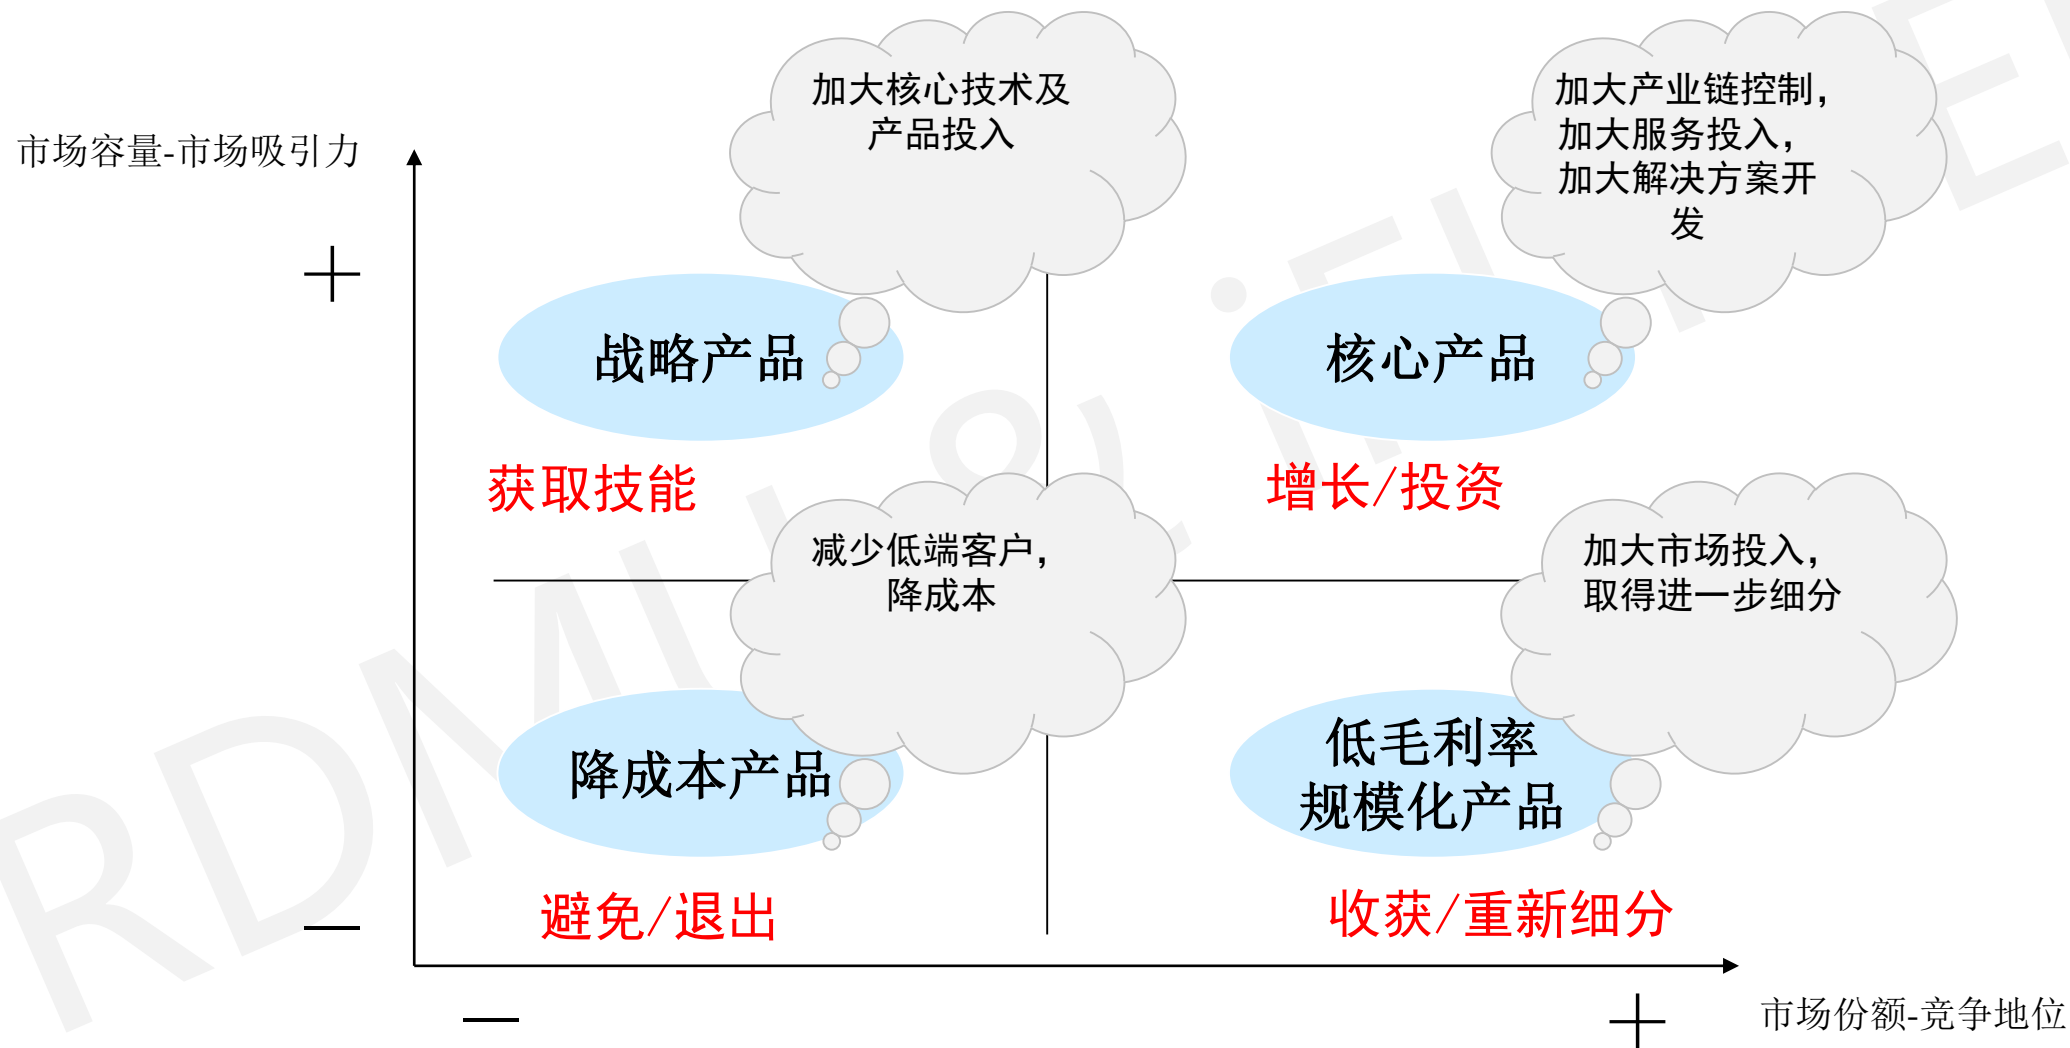 加大核心技术及
产品投入
加大产业链控制，
加大服务投入，
加大解决方案开
发
市场容量-市场吸引力
战略产品
核心产品
获取技能
增长/投资
减少低端客户，
降成本
加大市场投入，
取得进一步细分
降成本产品
低毛利率
规模化产品
避免/退出
收获/重新细分
市场份额-竞争地位